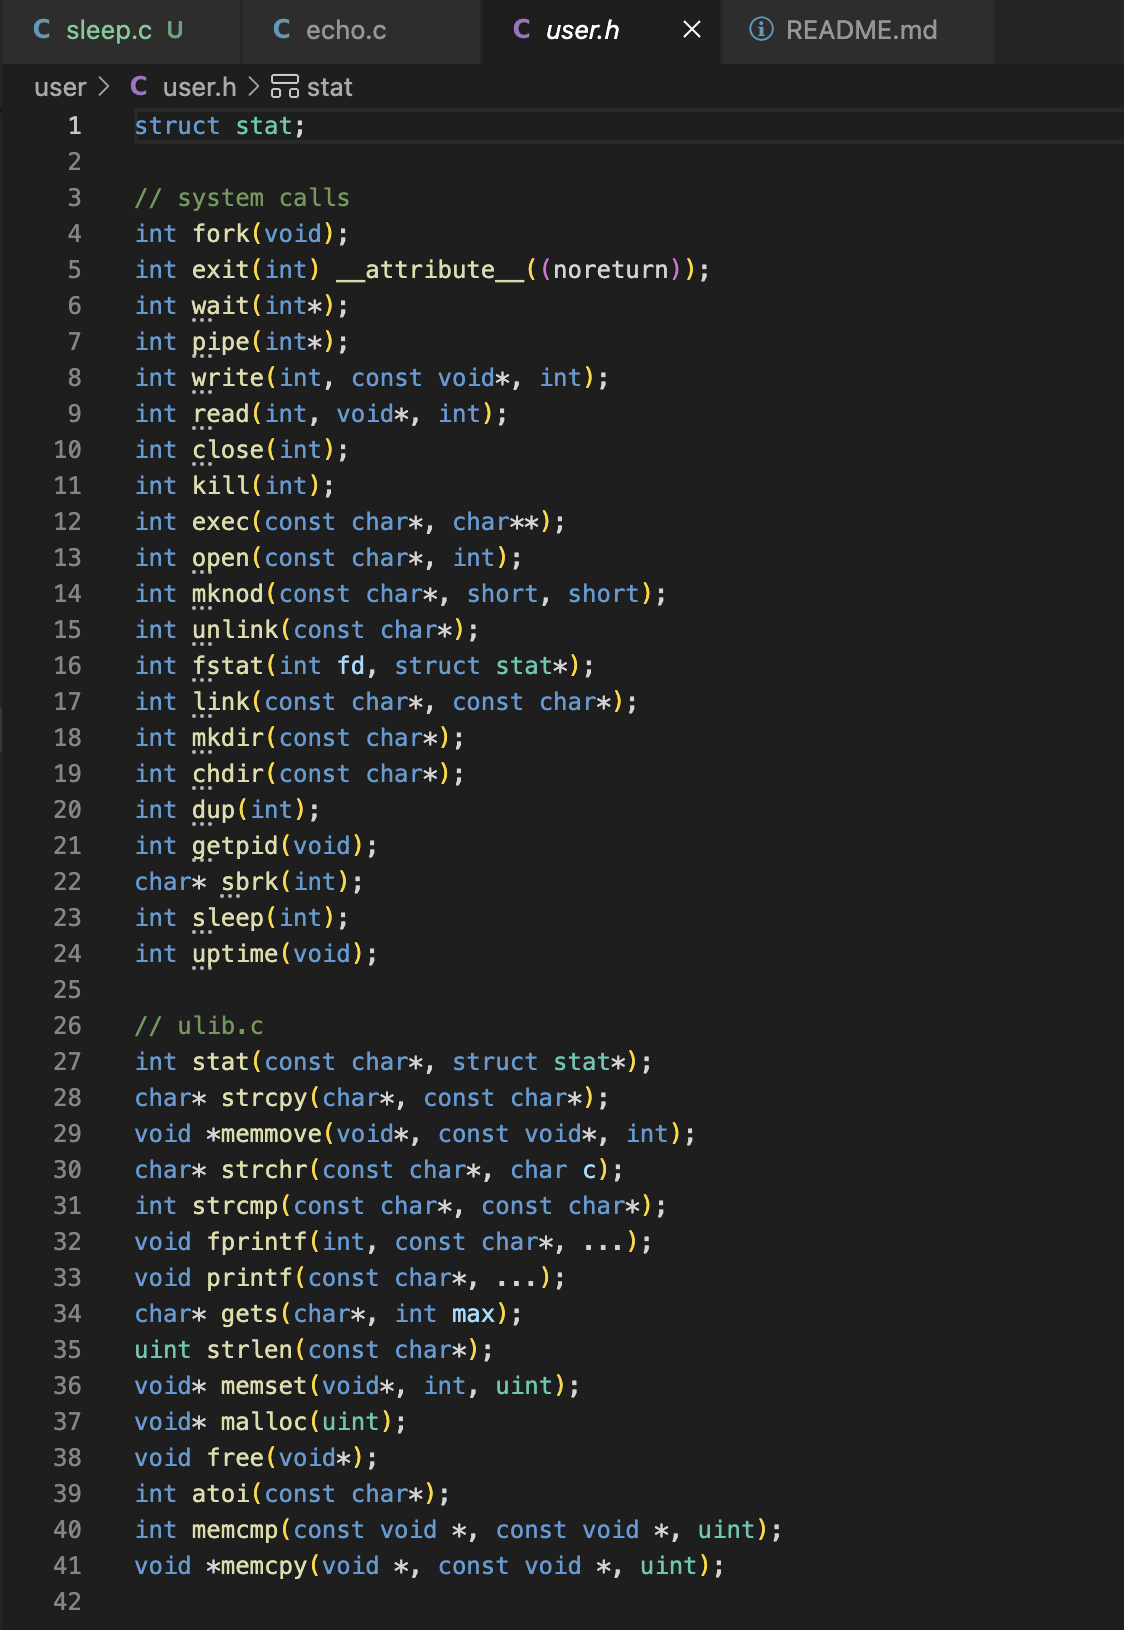 C sleep.c U C echo.c C user.h × README.md
user > C user.h > stat
1 struct stat;
2
3 // system calls
4 int fork(void);
5 int exit(int) __attribute__((noreturn));
6 int wait(int*);
7 int pipe(int*);
8 int write(int, const void*, int);
9 int read(int, void*, int);
10 int close(int);
11 int kill(int);
12 int exec(const char*, char**);
13 int open(const char*, int);
14 int mknod(const char*, short, short);
15 int unlink(const char*);
16 int fstat(int fd, struct stat*);
17 int link(const char*, const char*);
18 int mkdir(const char*);
19 int chdir(const char*);
20 int dup(int);
21 int getpid(void);
22 char* sbrk(int);
23 int sleep(int);
24 int uptime(void);
25
26 // ulib.c
27 int stat(const char*, struct stat*);
28 char* strcpy(char*, const char*);
29 void *memmove(void*, const void*, int);
30 char* strchr(const char*, char c);
31 int strcmp(const char*, const char*);
32 void fprintf(int, const char*, ...);
33 void printf(const char*, ...);
34 char* gets(char*, int max);
35 uint strlen(const char*);
36 void* memset(void*, int, uint);
37 void* malloc(uint);
38 void free(void*);
39 int atoi(const char*);
40 int memcmp(const void *, const void *, uint);
41 void *memcpy(void *, const void *, uint);
42